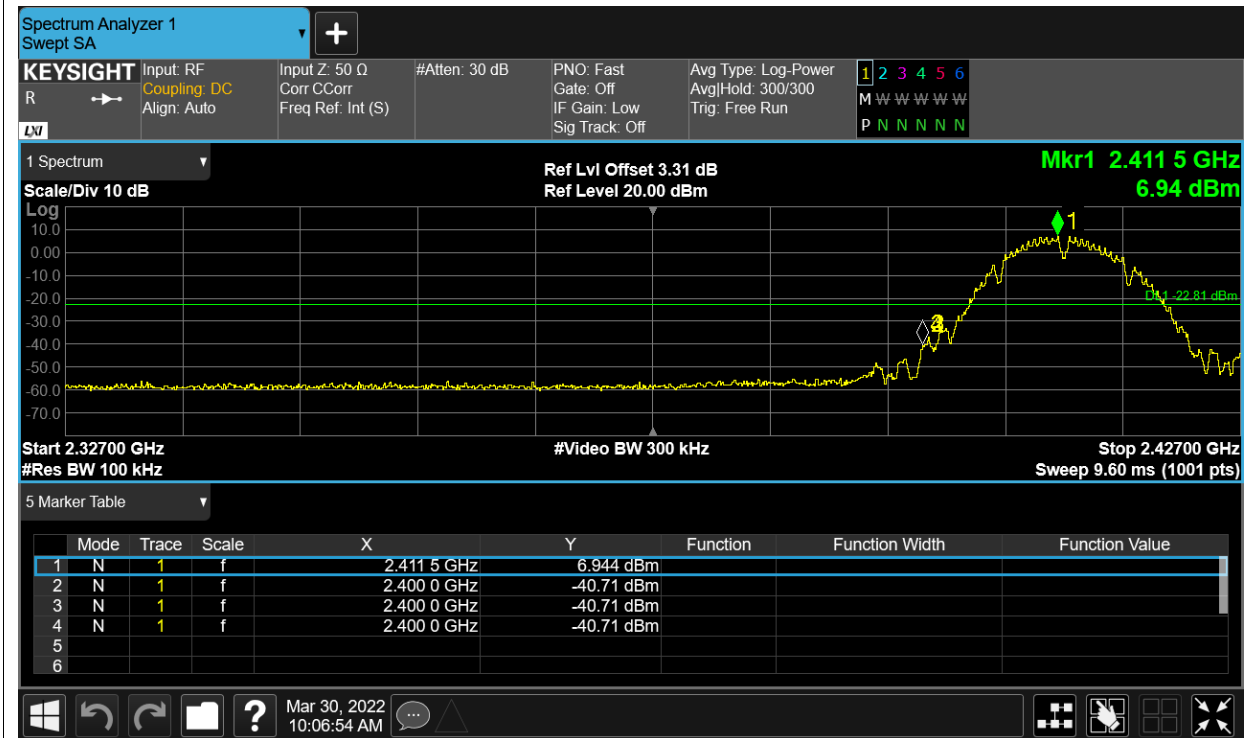 Spectrum Analyzer 1
Swept SA
KEYSIGHT Input: RF Input Z: 50 Ω #Atten: 30 dB PNO: Fast Avg Type: Log-Power 1 2 3 4 5 6
R Coupling: DC Corr CCorr Gate: Off Avg|Hold: 300/300 M W W W W W
Align: Auto Freq Ref: Int (S) IF Gain: Low Trig: Free Run
LXI Sig Track: Off P N N N N N
1 Spectrum Ref Lvl Offset 3.31 dB Mkr1 2.411 5 GHz
Scale/Div 10 dB Ref Level 20.00 dBm 6.94 dBm
Log
1
10.0
0.00
-10.0
-20.0 DL1 -22.81 dBm
-30.0
-40.0
-50.0
-60.0
-70.0
Start 2.32700 GHz #Video BW 300 kHz Stop 2.42700 GHz
#Res BW 100 kHz Sweep 9.60 ms (1001 pts)
5 Marker Table
Mode Trace Scale X Y Function Function Width Function Value
1 N 1 f 2.411 5 GHz 6.944 dBm
2 N 1 f 2.400 0 GHz -40.71 dBm
3 N 1 f 2.400 0 GHz -40.71 dBm
4 N 1 f 2.400 0 GHz -40.71 dBm
5
6
? Mar 30, 2022
10:06:54 AM